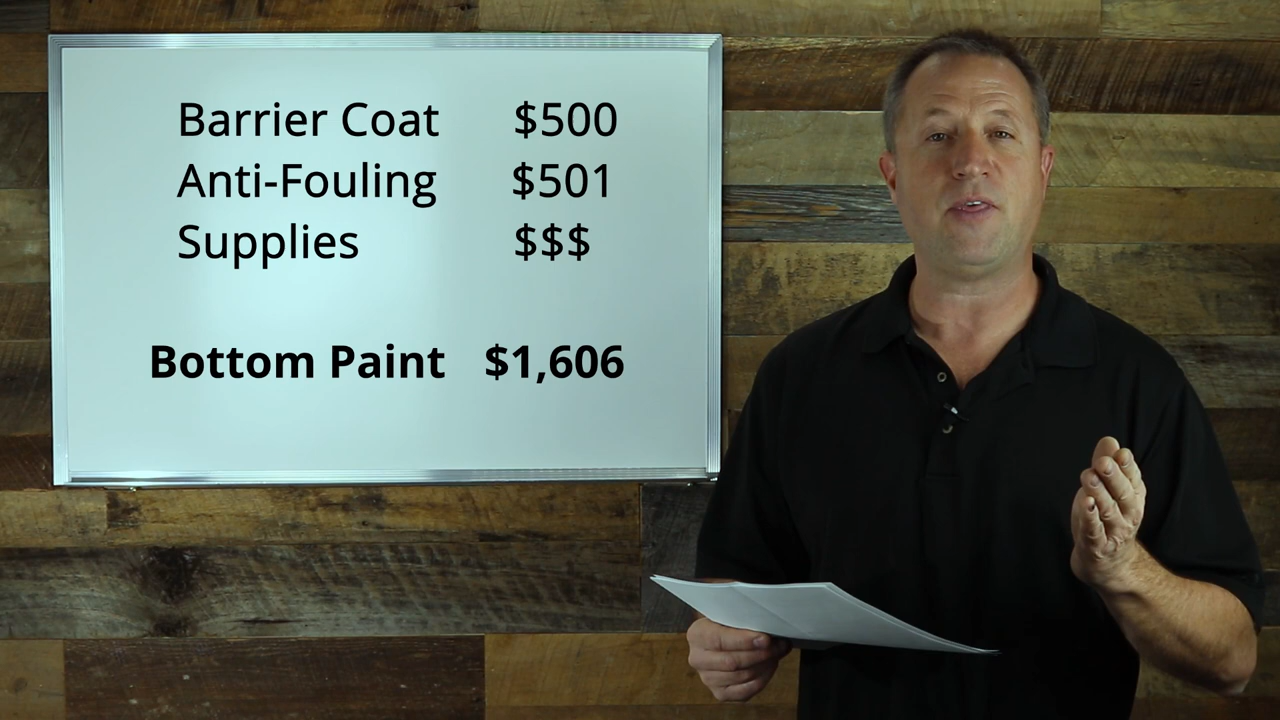 Barrier Coat $500
Anti-Fouling $501
Supplies $$$
Bottom Paint $1,606